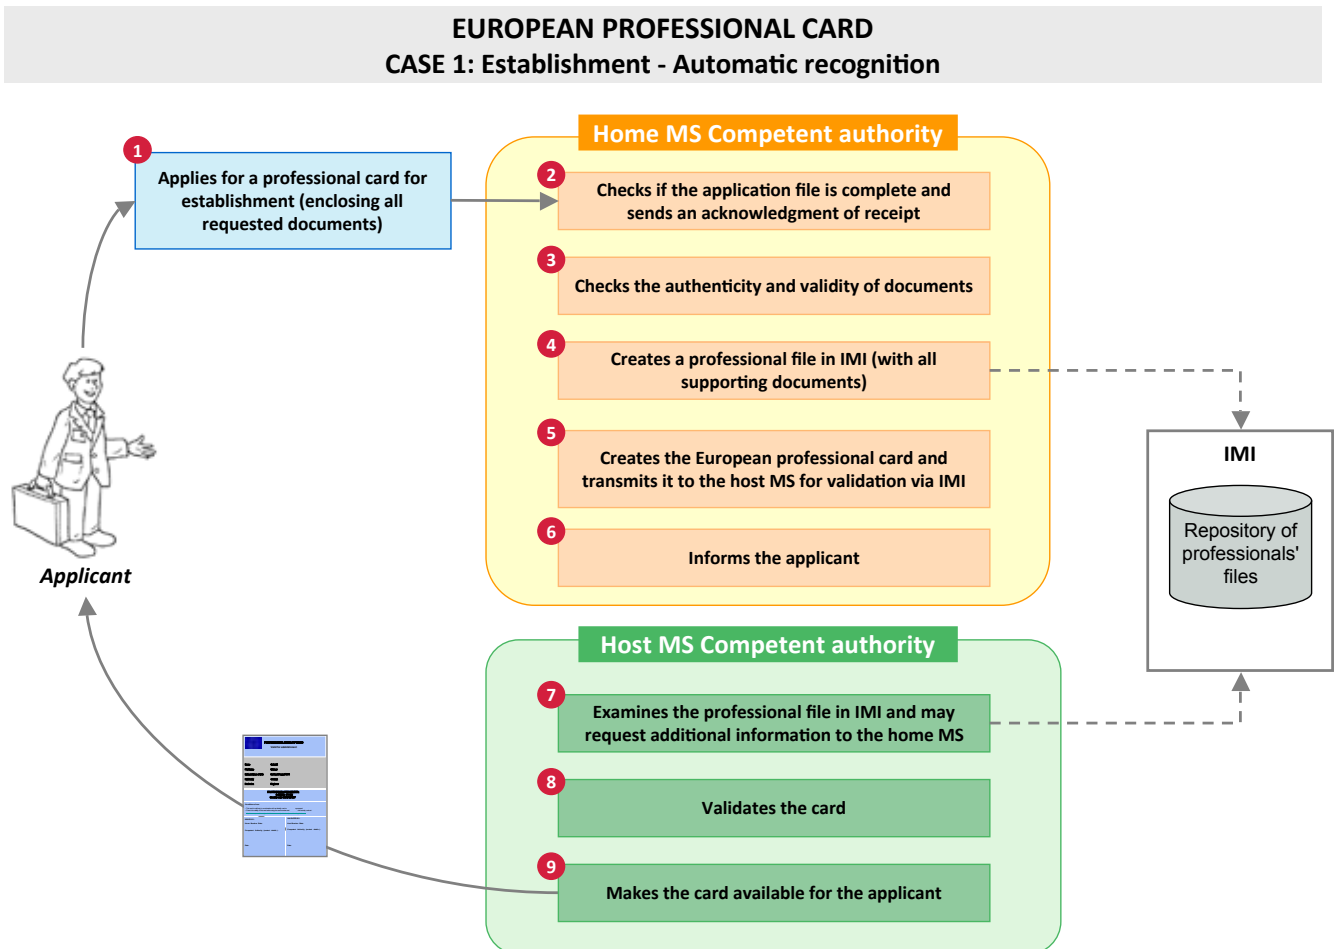 EUROPEAN PROFESSIONAL CARD
CASE 1: Establishment - Automatic recognition
1
Applies for a professional card for
establishment (enclosing all
requested documents)
Home MS Competent authority
2
Checks if the application file is complete and
sends an acknowledgment of receipt
3
Checks the authenticity and validity of documents
4
Creates a professional file in IMI (with all
supporting documents)
5
Creates the European professional card and
transmits it to the host MS for validation via IMI
6
Informs the applicant
IMI
Repository of
professionals'
files
Applicant
Host MS Competent authority
7
Examines the professional file in IMI and may
request additional information to the home MS
8
Validates the card
9
Makes the card available for the applicant